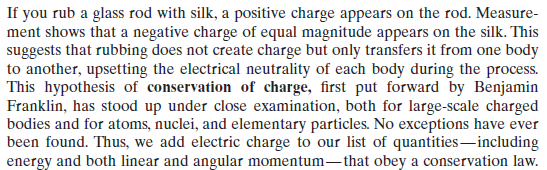 If you rub a glass rod with silk, a positive charge appears on the rod. Measure-
ment shows that a negative charge of equal magnitude appears on the silk. This
suggests that rubbing does not create charge but only transfers it from one body
to another, upsetting the electrical neutrality of each body during the process.
This hypothesis of conservation of charge, first put forward by Benjamin
Franklin, has stood up under close examination, both for large-scale charged
bodies and for atoms, nuclei, and elementary particles. No exceptions have ever
been found. Thus, we add electric charge to our list of quantities—including
energy and both linear and angular momentum—that obey a conservation law.